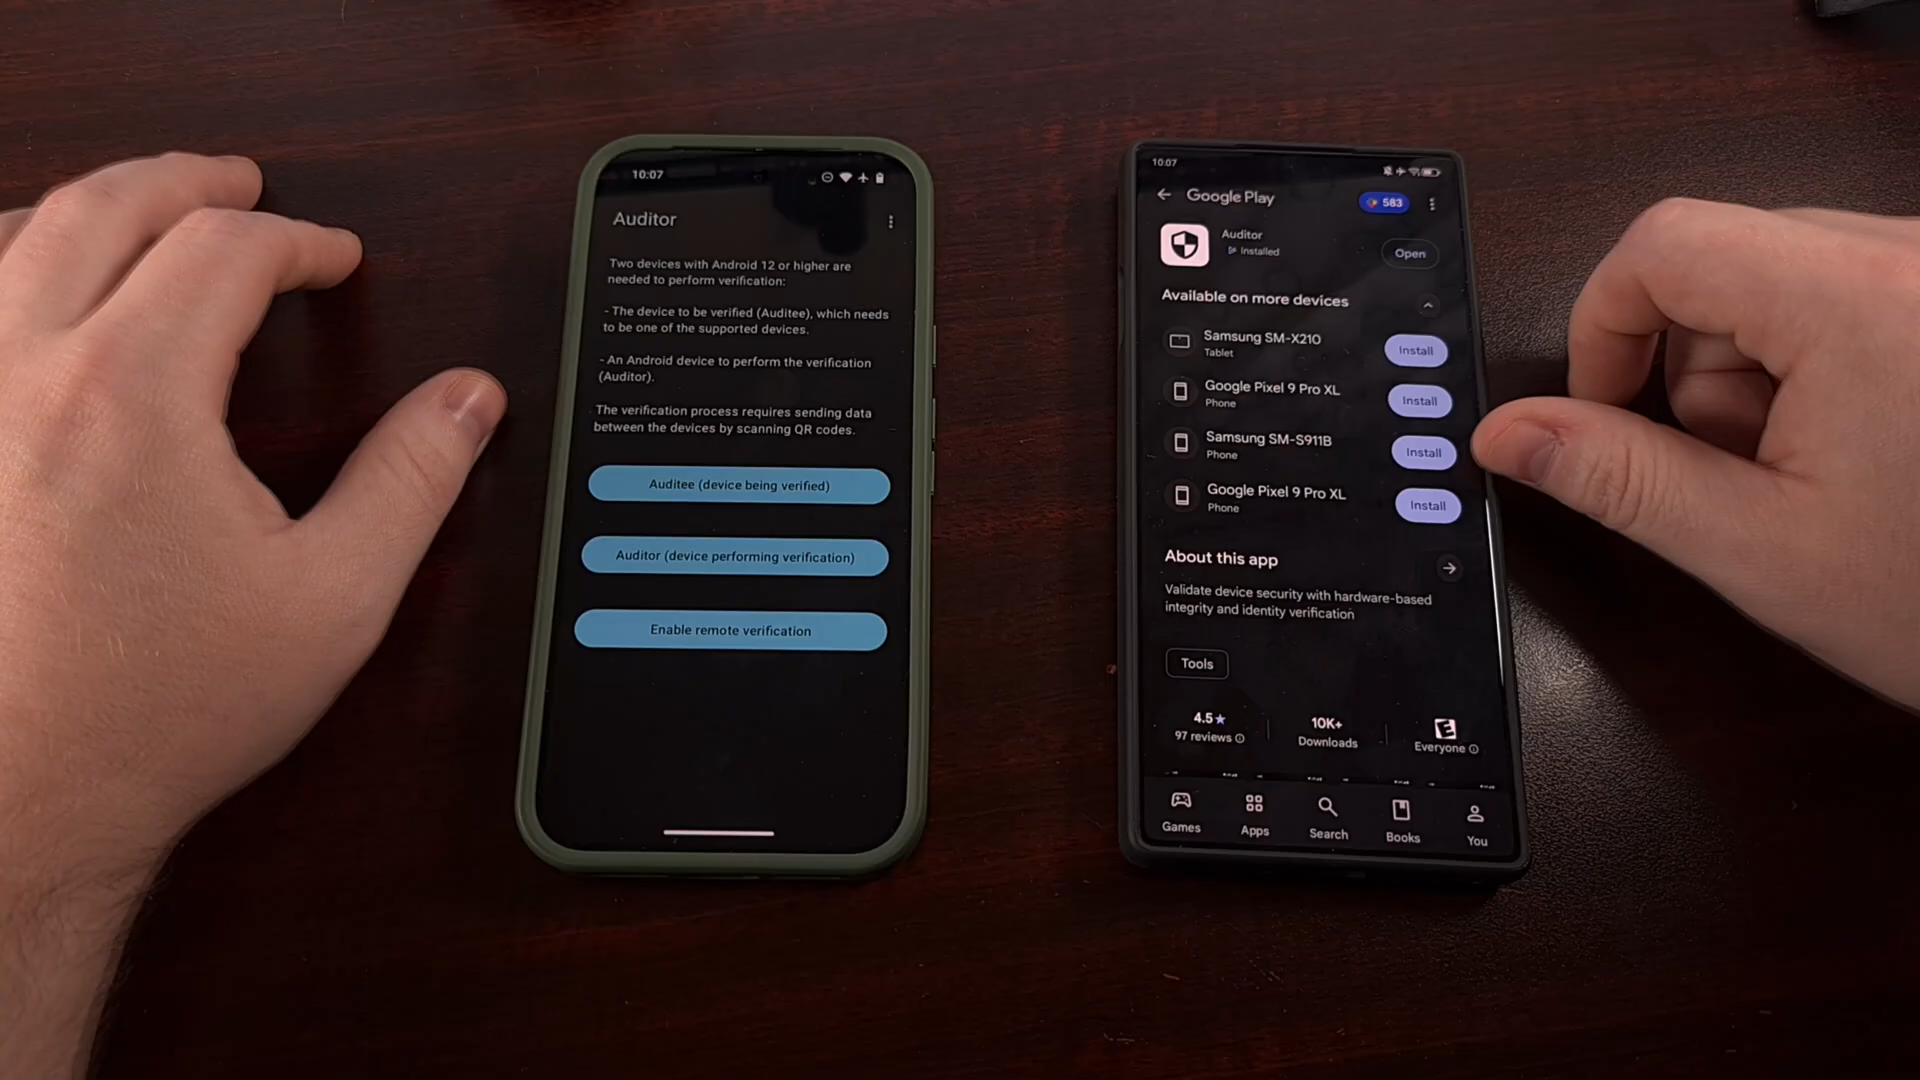 10:07
Auditor
Two devices with Android 12 or higher are
needed to perform verification:
- The device to be verified (Auditee), which needs
to be one of the supported devices.
- An Android device to perform the verification
(Auditor).
The verification process requires sending data
between the devices by scanning QR codes.
Auditee (device being verified)
Auditor (device performing verification)
Enable remote verification
10:07
Google Play
583
Auditor
Installed
Open
Available on more devices
Samsung SM-X210
Tablet
Install
Google Pixel 9 Pro XL
Phone
Install
Samsung SM-S911B
Phone
Install
Google Pixel 9 Pro XL
Phone
Install
About this app
Validate device security with hardware-based
integrity and identity verification
Tools
4.5★
97 reviews
10K+
Downloads
E
Everyone
Games
Apps
Search
Books
You